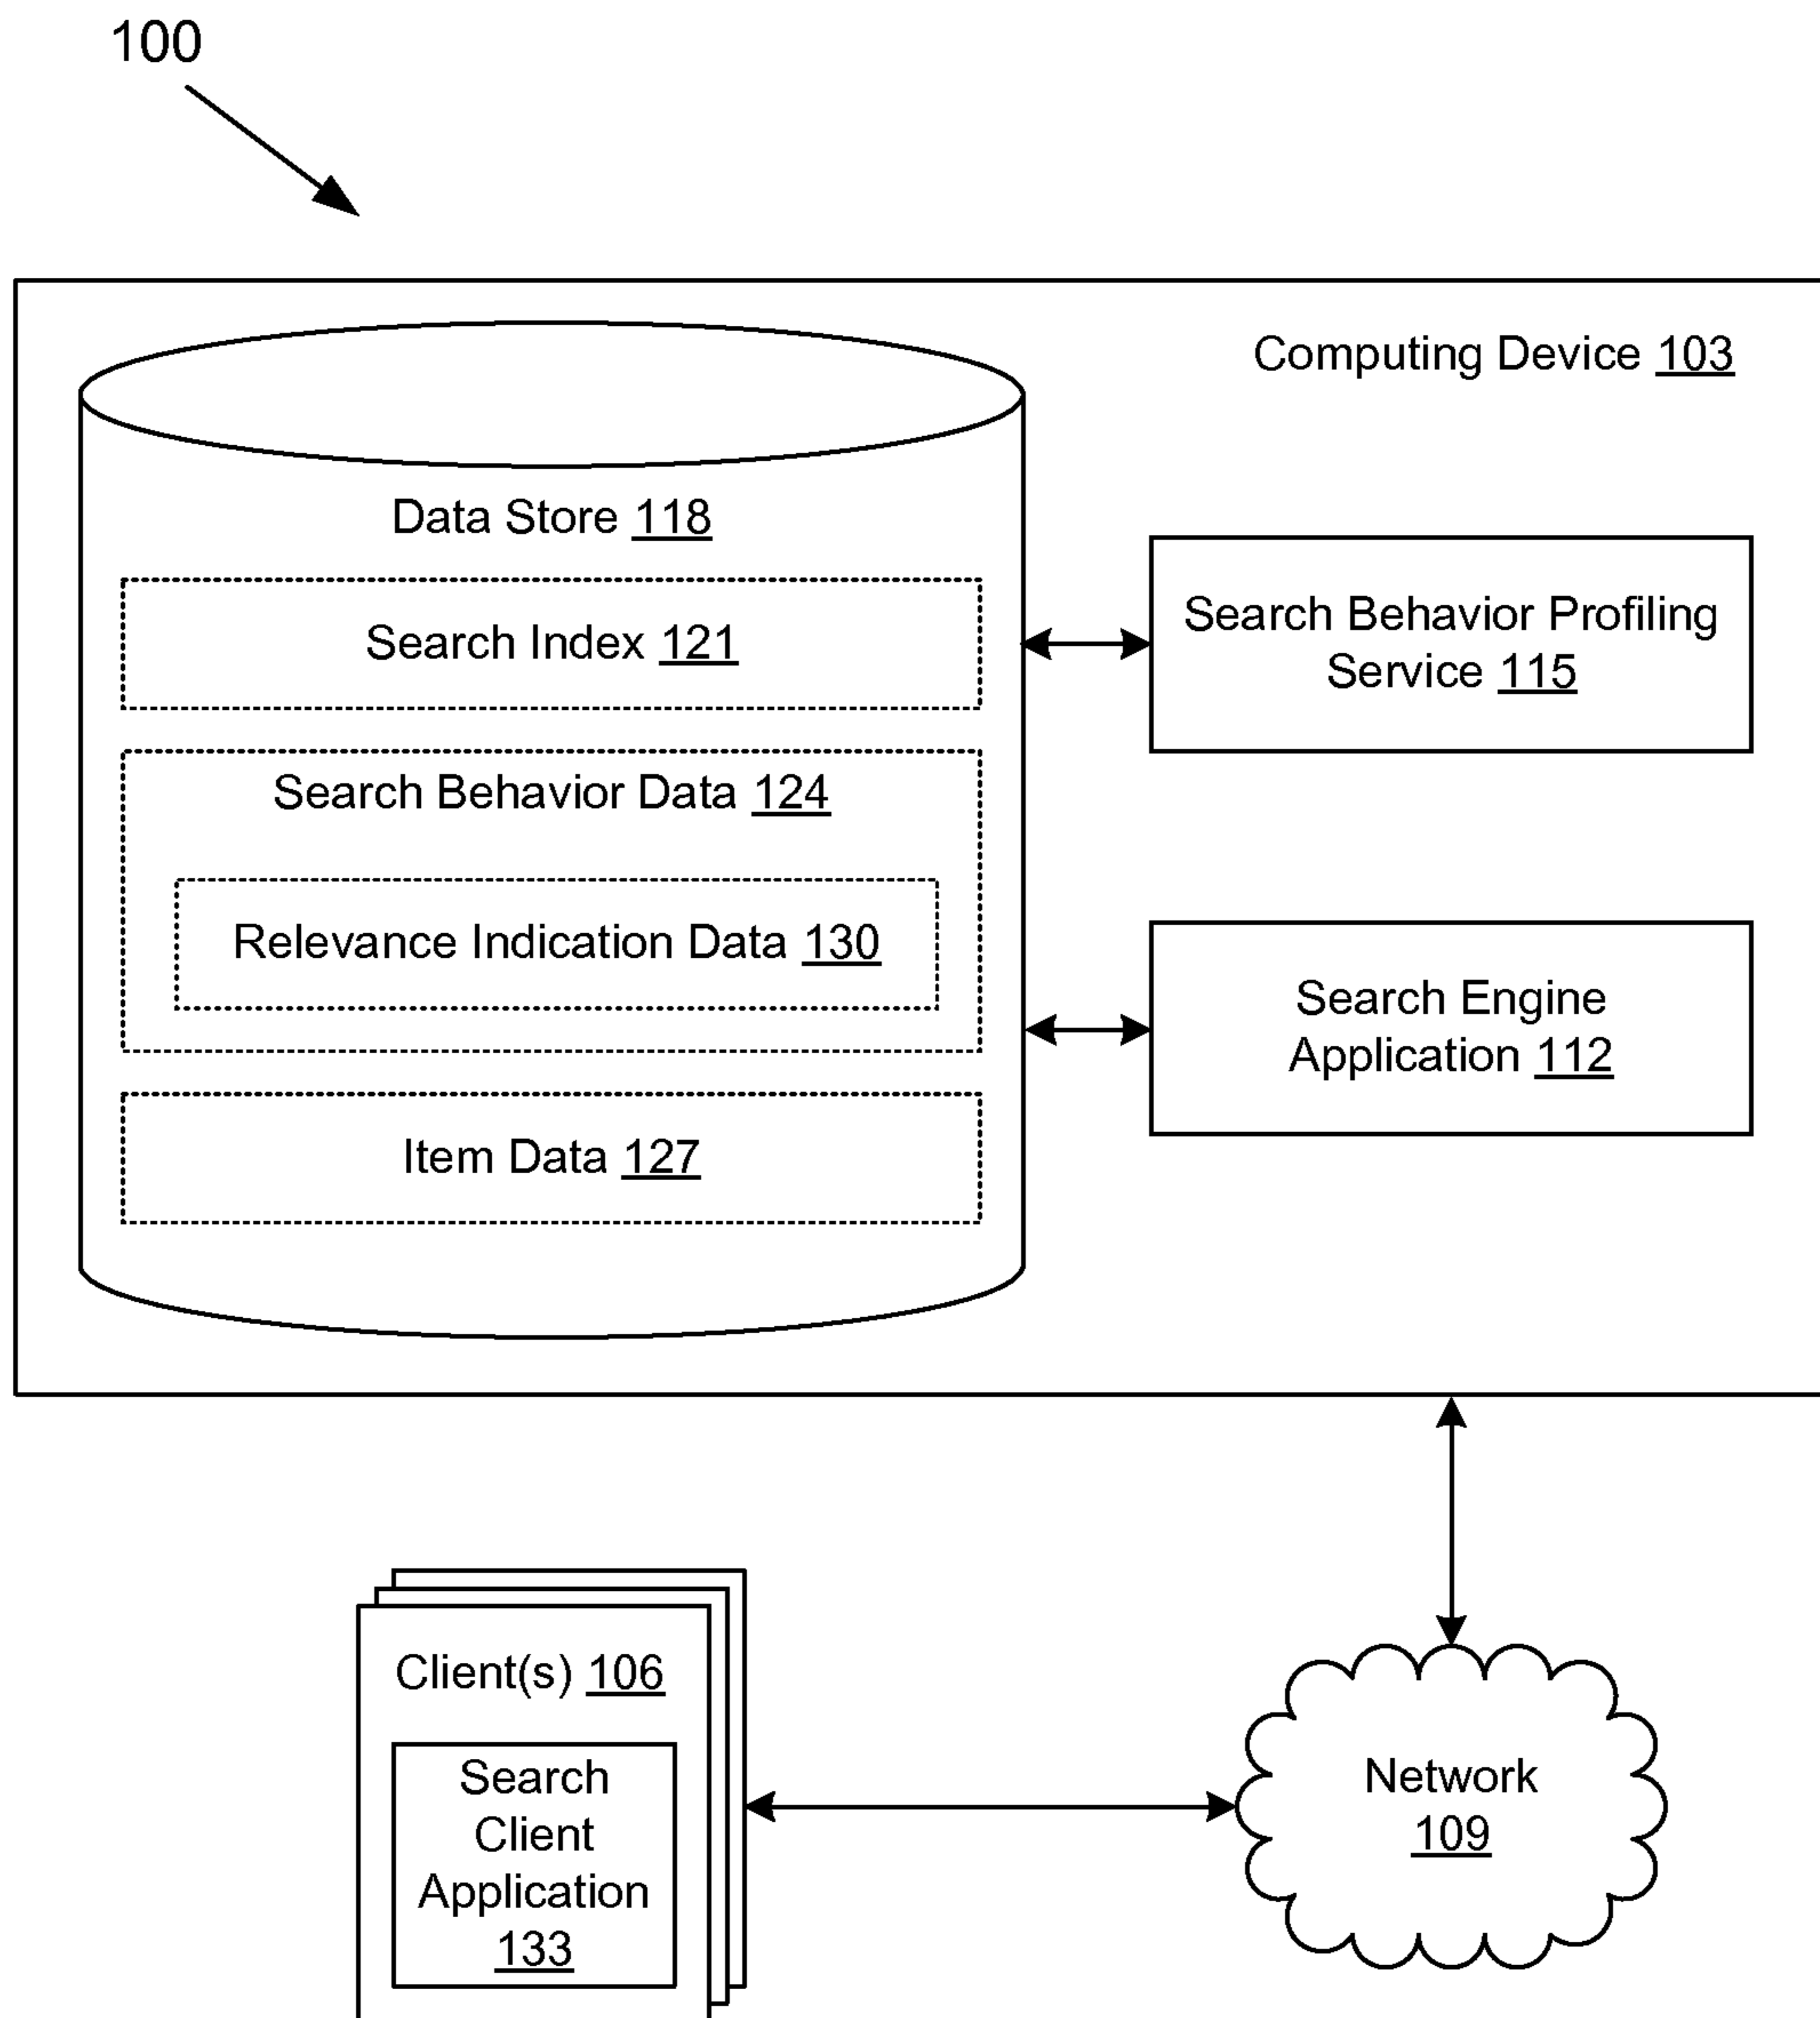 100
Computing Device 103
Data Store 118
Search Index 121
Search Behavior Data 124
Relevance Indication Data 130
Item Data 127
Search Behavior Profiling
Service 115
Search Engine
Application 112
Client(s) 106
Search
Client
Application
133
Network
109